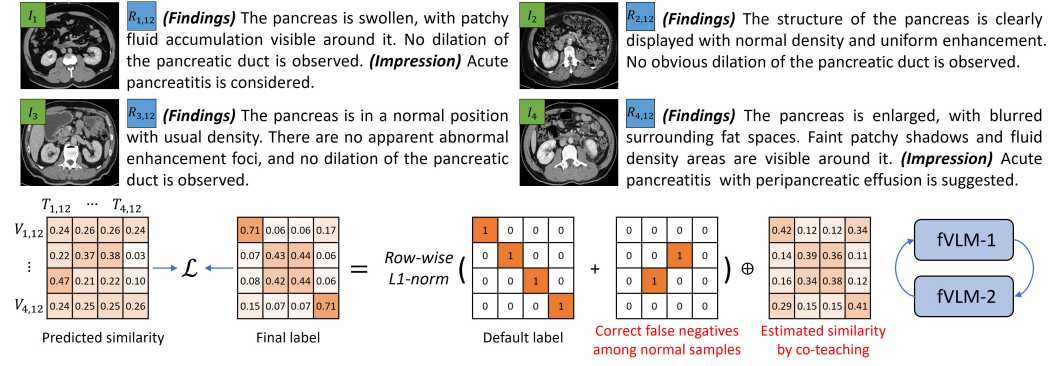 I1 R1,12 (Findings) The pancreas is swollen, with patchy
fluid accumulation visible around it. No dilation of
the pancreatic duct is observed. (Impression) Acute
pancreatitis is considered.
I2 R2,12 (Findings) The structure of the pancreas is clearly
displayed with normal density and uniform enhancement.
No obvious dilation of the pancreatic duct is observed.
I3 R3,12 (Findings) The pancreas is in a normal position
with usual density. There are no apparent abnormal
enhancement foci, and no dilation of the pancreatic
duct is observed.
I4 R4,12 (Findings) The pancreas is enlarged, with blurred
surrounding fat spaces. Faint patchy shadows and fluid
density areas are visible around it. (Impression) Acute
pancreatitis with peripancreatic effusion is suggested.
T1,12 ⋯ T4,12
V1,12
⋮
V4,12
0.24 0.26 0.26 0.24
0.22 0.37 0.38 0.03
0.47 0.21 0.22 0.10
0.24 0.25 0.25 0.26
Predicted similarity
ℒ
0.71 0.06 0.06 0.17
0.07 0.43 0.44 0.06
0.08 0.42 0.44 0.06
0.15 0.07 0.07 0.71
Final label
=
Row-wise
L1-norm
(
1 0 0 0
0 1 0 0
0 0 1 0
0 0 0 1
Default label
+
0 0 0 0
0 0 1 0
0 1 0 0
0 0 0 0
Correct false negatives
among normal samples
)
⊕
0.42 0.12 0.12 0.34
0.14 0.39 0.36 0.11
0.16 0.34 0.38 0.12
0.29 0.15 0.15 0.41
Estimated similarity
by co-teaching
fVLM-1
fVLM-2